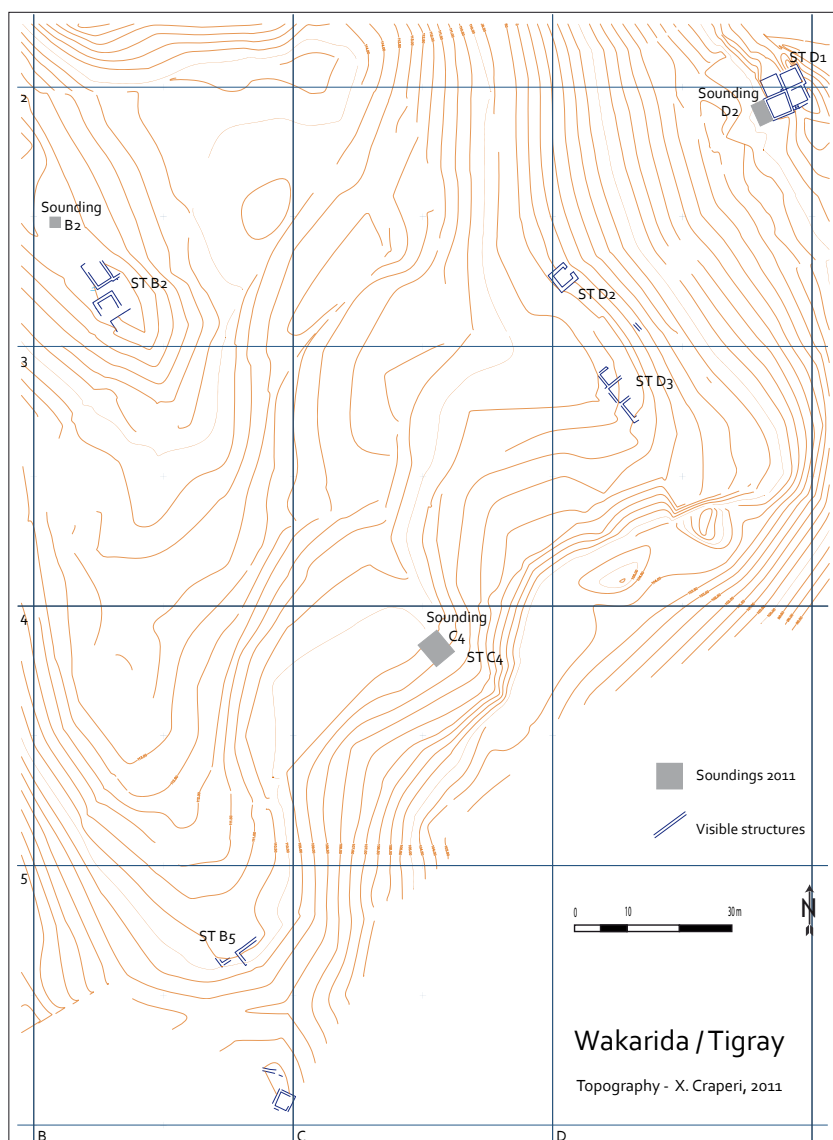 ST D1
2
Sounding
D2
Sounding
B2
ST B2
ST D2
3
ST D3
4
Sounding
C4
ST C4
Soundings 2011
Visible structures
5
0 10 30 m
N
ST B5
Wakarida / Tigray
Topography - X. Craperi, 2011
B C D